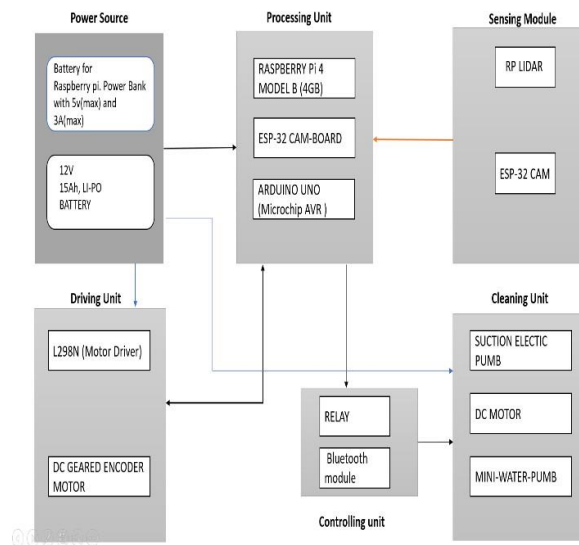 Power Source
Battery for
Raspberry pi. Power Bank
with 5v(max) and
3A(max)
12V
15Ah, LI-PO
BATTERY
Processing Unit
RASPBERRY Pi 4
MODEL B (4GB)
ESP-32 CAM-BOARD
ARDUINO UNO
(Microchip AVR )
Sensing Module
RP LIDAR
ESP-32 CAM
Driving Unit
L298N (Motor Driver)
DC GEARED ENCODER
MOTOR
RELAY
Bluetooth
module
Controlling unit
Cleaning Unit
SUCTION ELECTIC
PUMB
DC MOTOR
MINI-WATER-PUMB